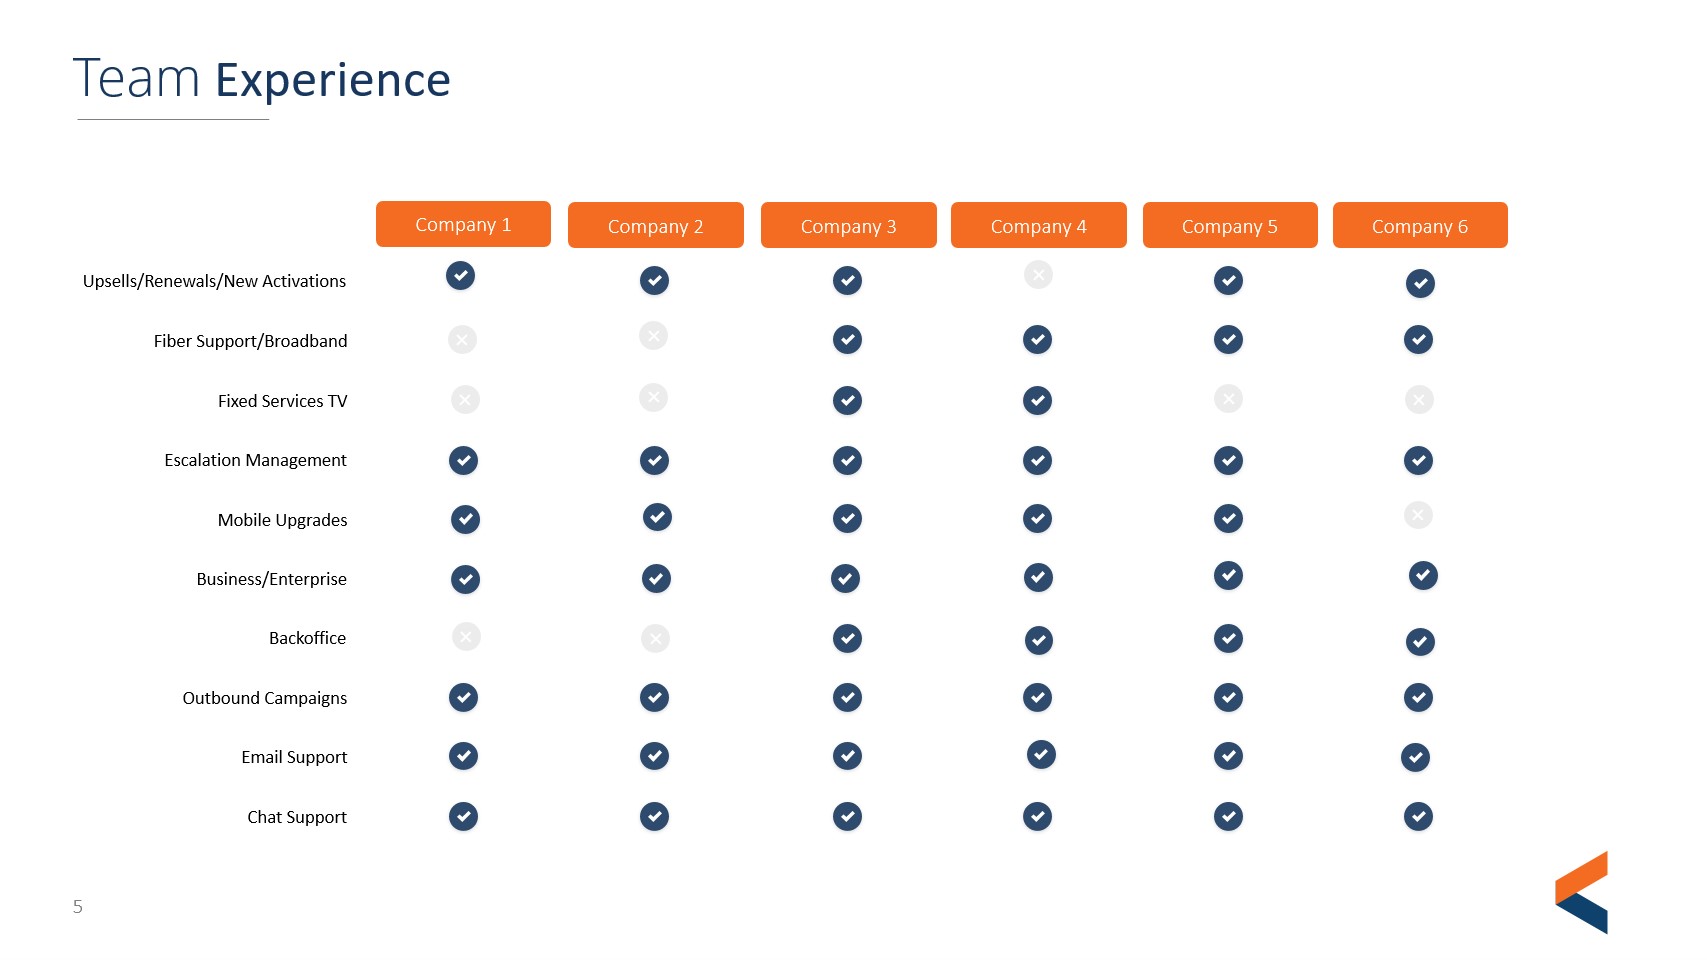 Team Experience
Company 1 Company 2 Company 3 Company 4 Company 5 Company 6
Upsells/Renewals/New Activations
Fiber Support/Broadband
Fixed Services TV
Escalation Management
Mobile Upgrades
Business/Enterprise
Backoffice
Outbound Campaigns
Email Support
Chat Support
5